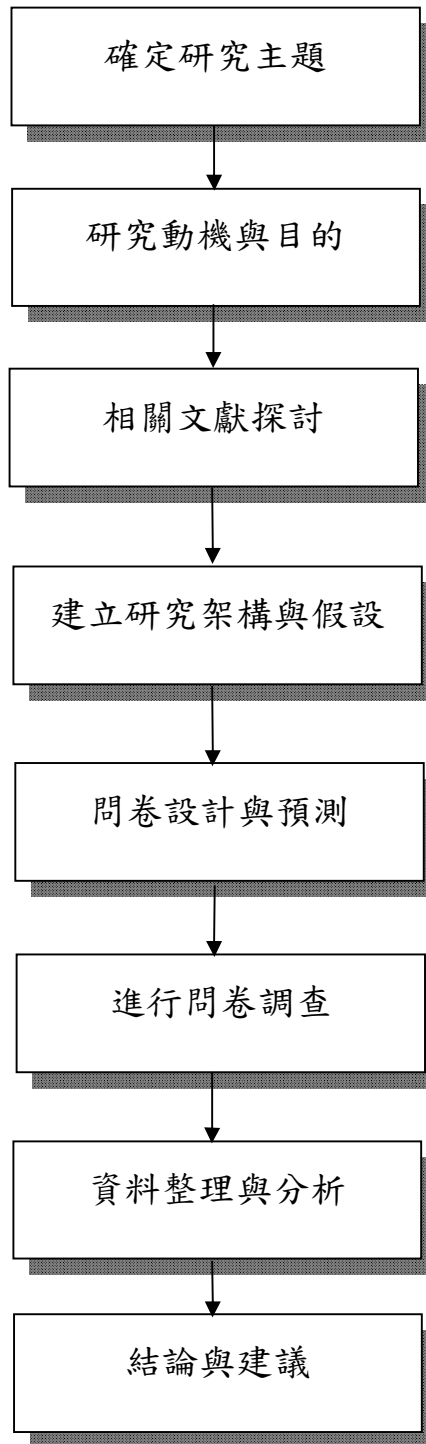 確定研究主題
研究動機與目的
相關文獻探討
建立研究架構與假設
問卷設計與預測
進行問卷調查
資料整理與分析
結論與建議